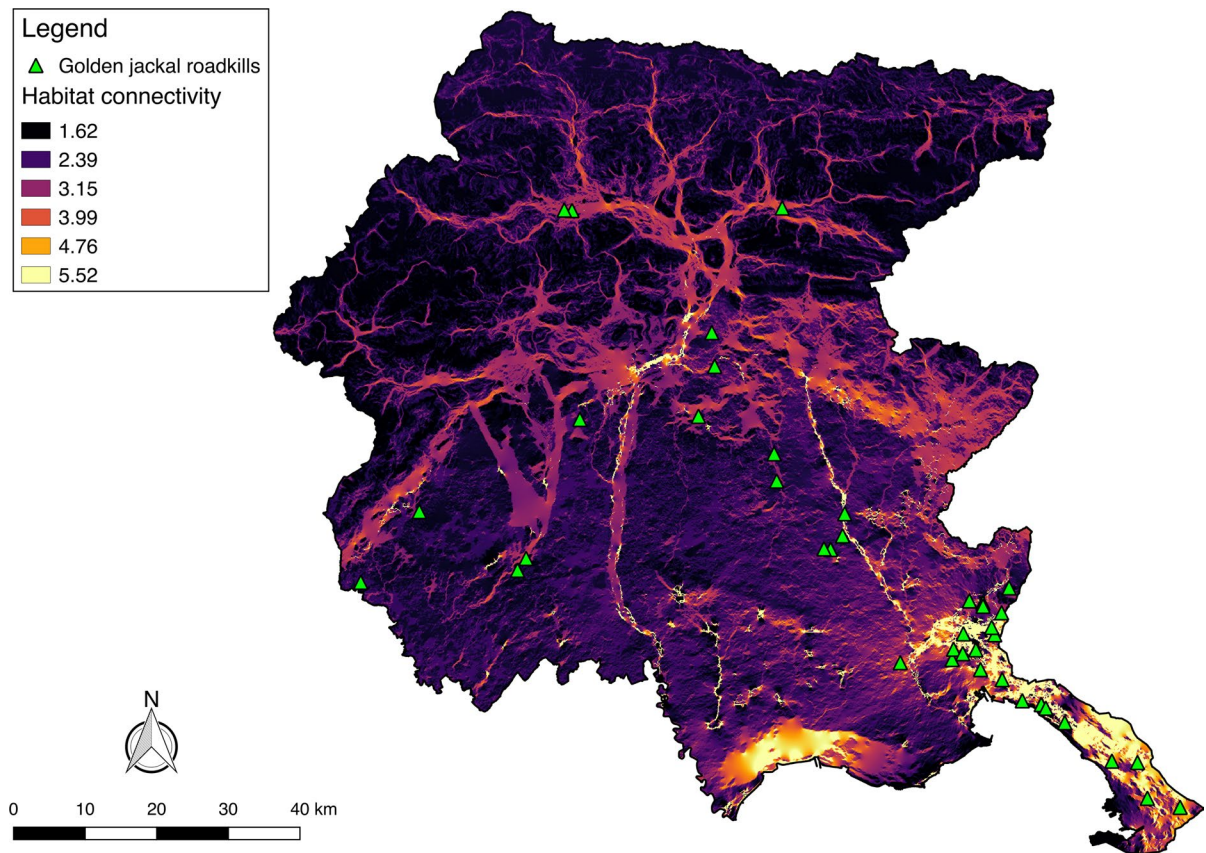 Legend
Golden jackal roadkills
Habitat connectivity
1.62
2.39
3.15
3.99
4.76
5.52
N
0 10 20 30 40 km